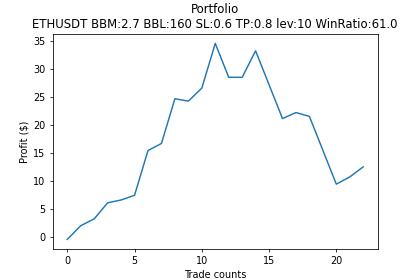 Portfolio
ETHUSDT BBM:2.7 BBL:160 SL:0.6 TP:0.8 lev:10 WinRatio:61.0
35
30
25
20
15
10
5
0
Profit ($)
0 5 10 15 20
Trade counts